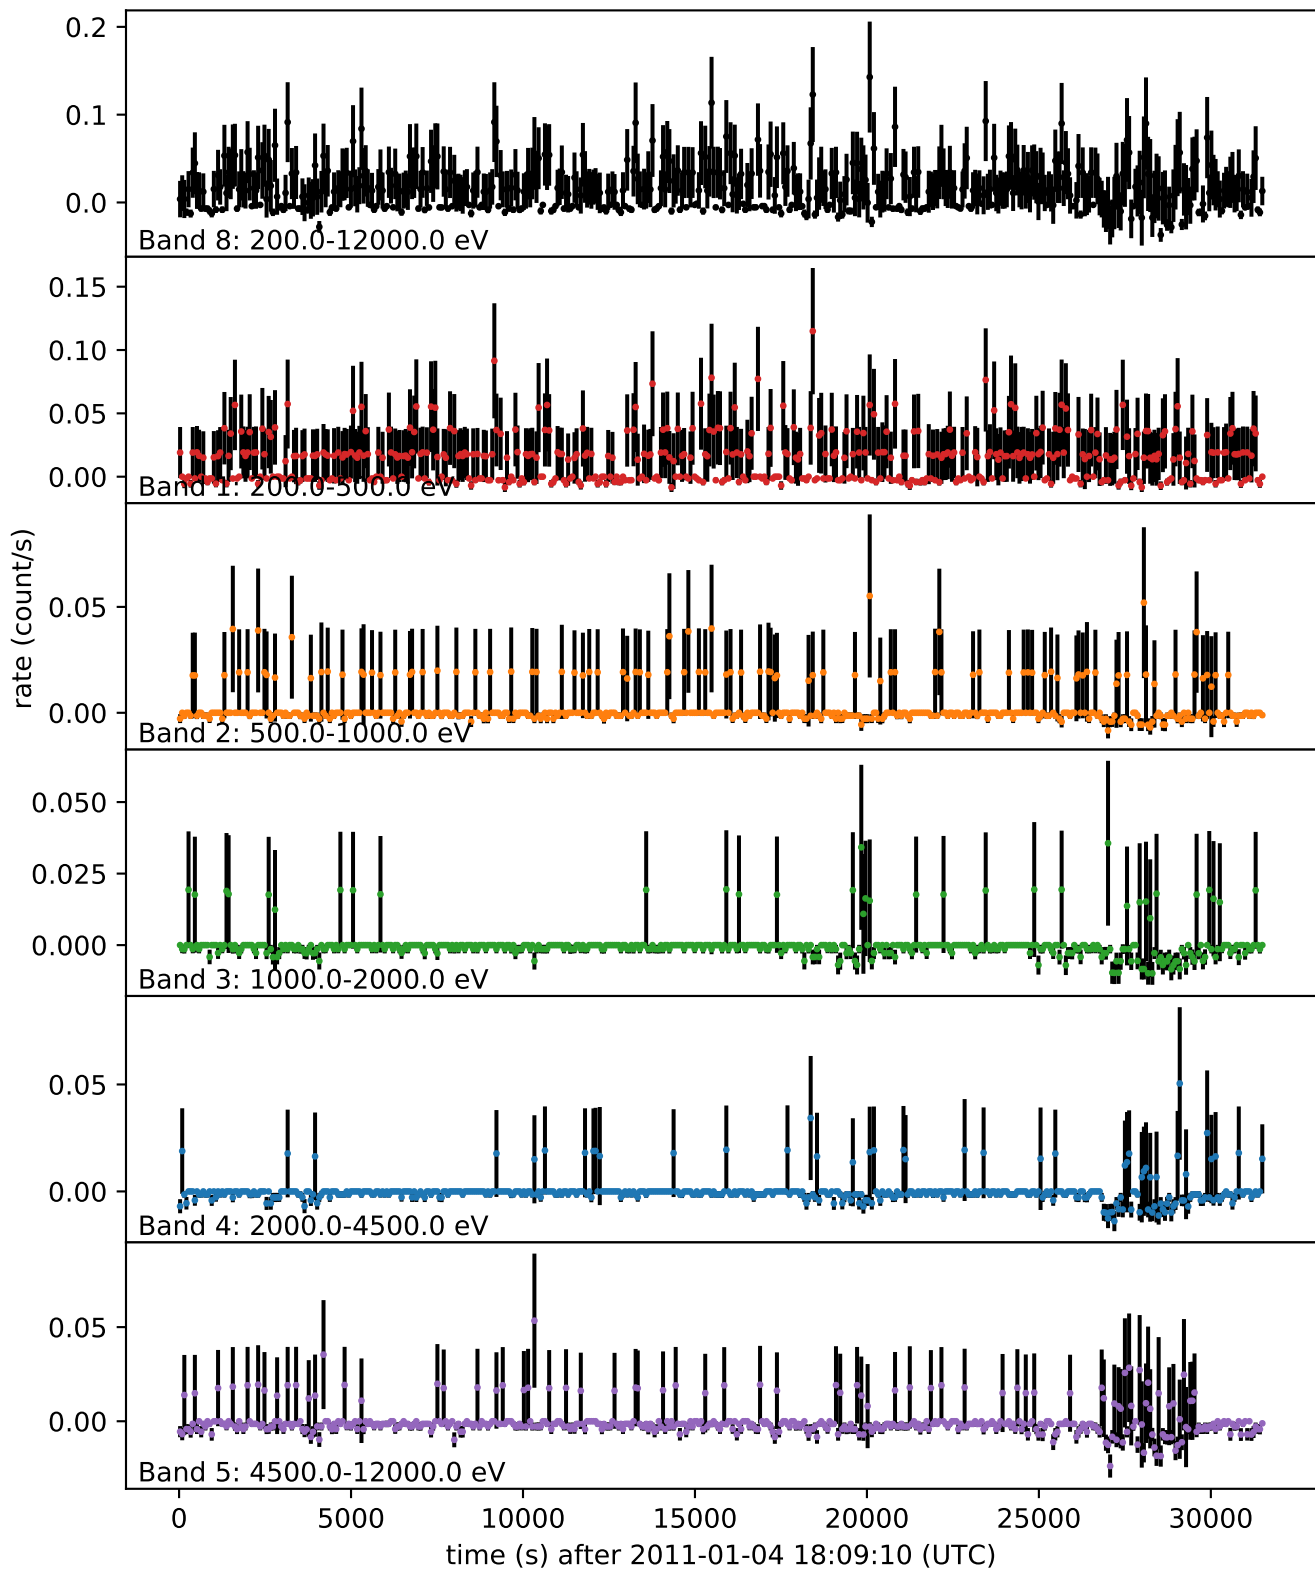 0.2
0.1
0.0
Band 8: 200.0-12000.0 eV
0.15
0.10
0.05
0.00
Band 1: 200.0-500.0 eV
rate (count/s)
0.05
0.00
Band 2: 500.0-1000.0 eV
0.050
0.025
0.000
Band 3: 1000.0-2000.0 eV
0.05
0.00
Band 4: 2000.0-4500.0 eV
0.05
0.00
Band 5: 4500.0-12000.0 eV
0 5000 10000 15000 20000 25000 30000
time (s) after 2011-01-04 18:09:10 (UTC)